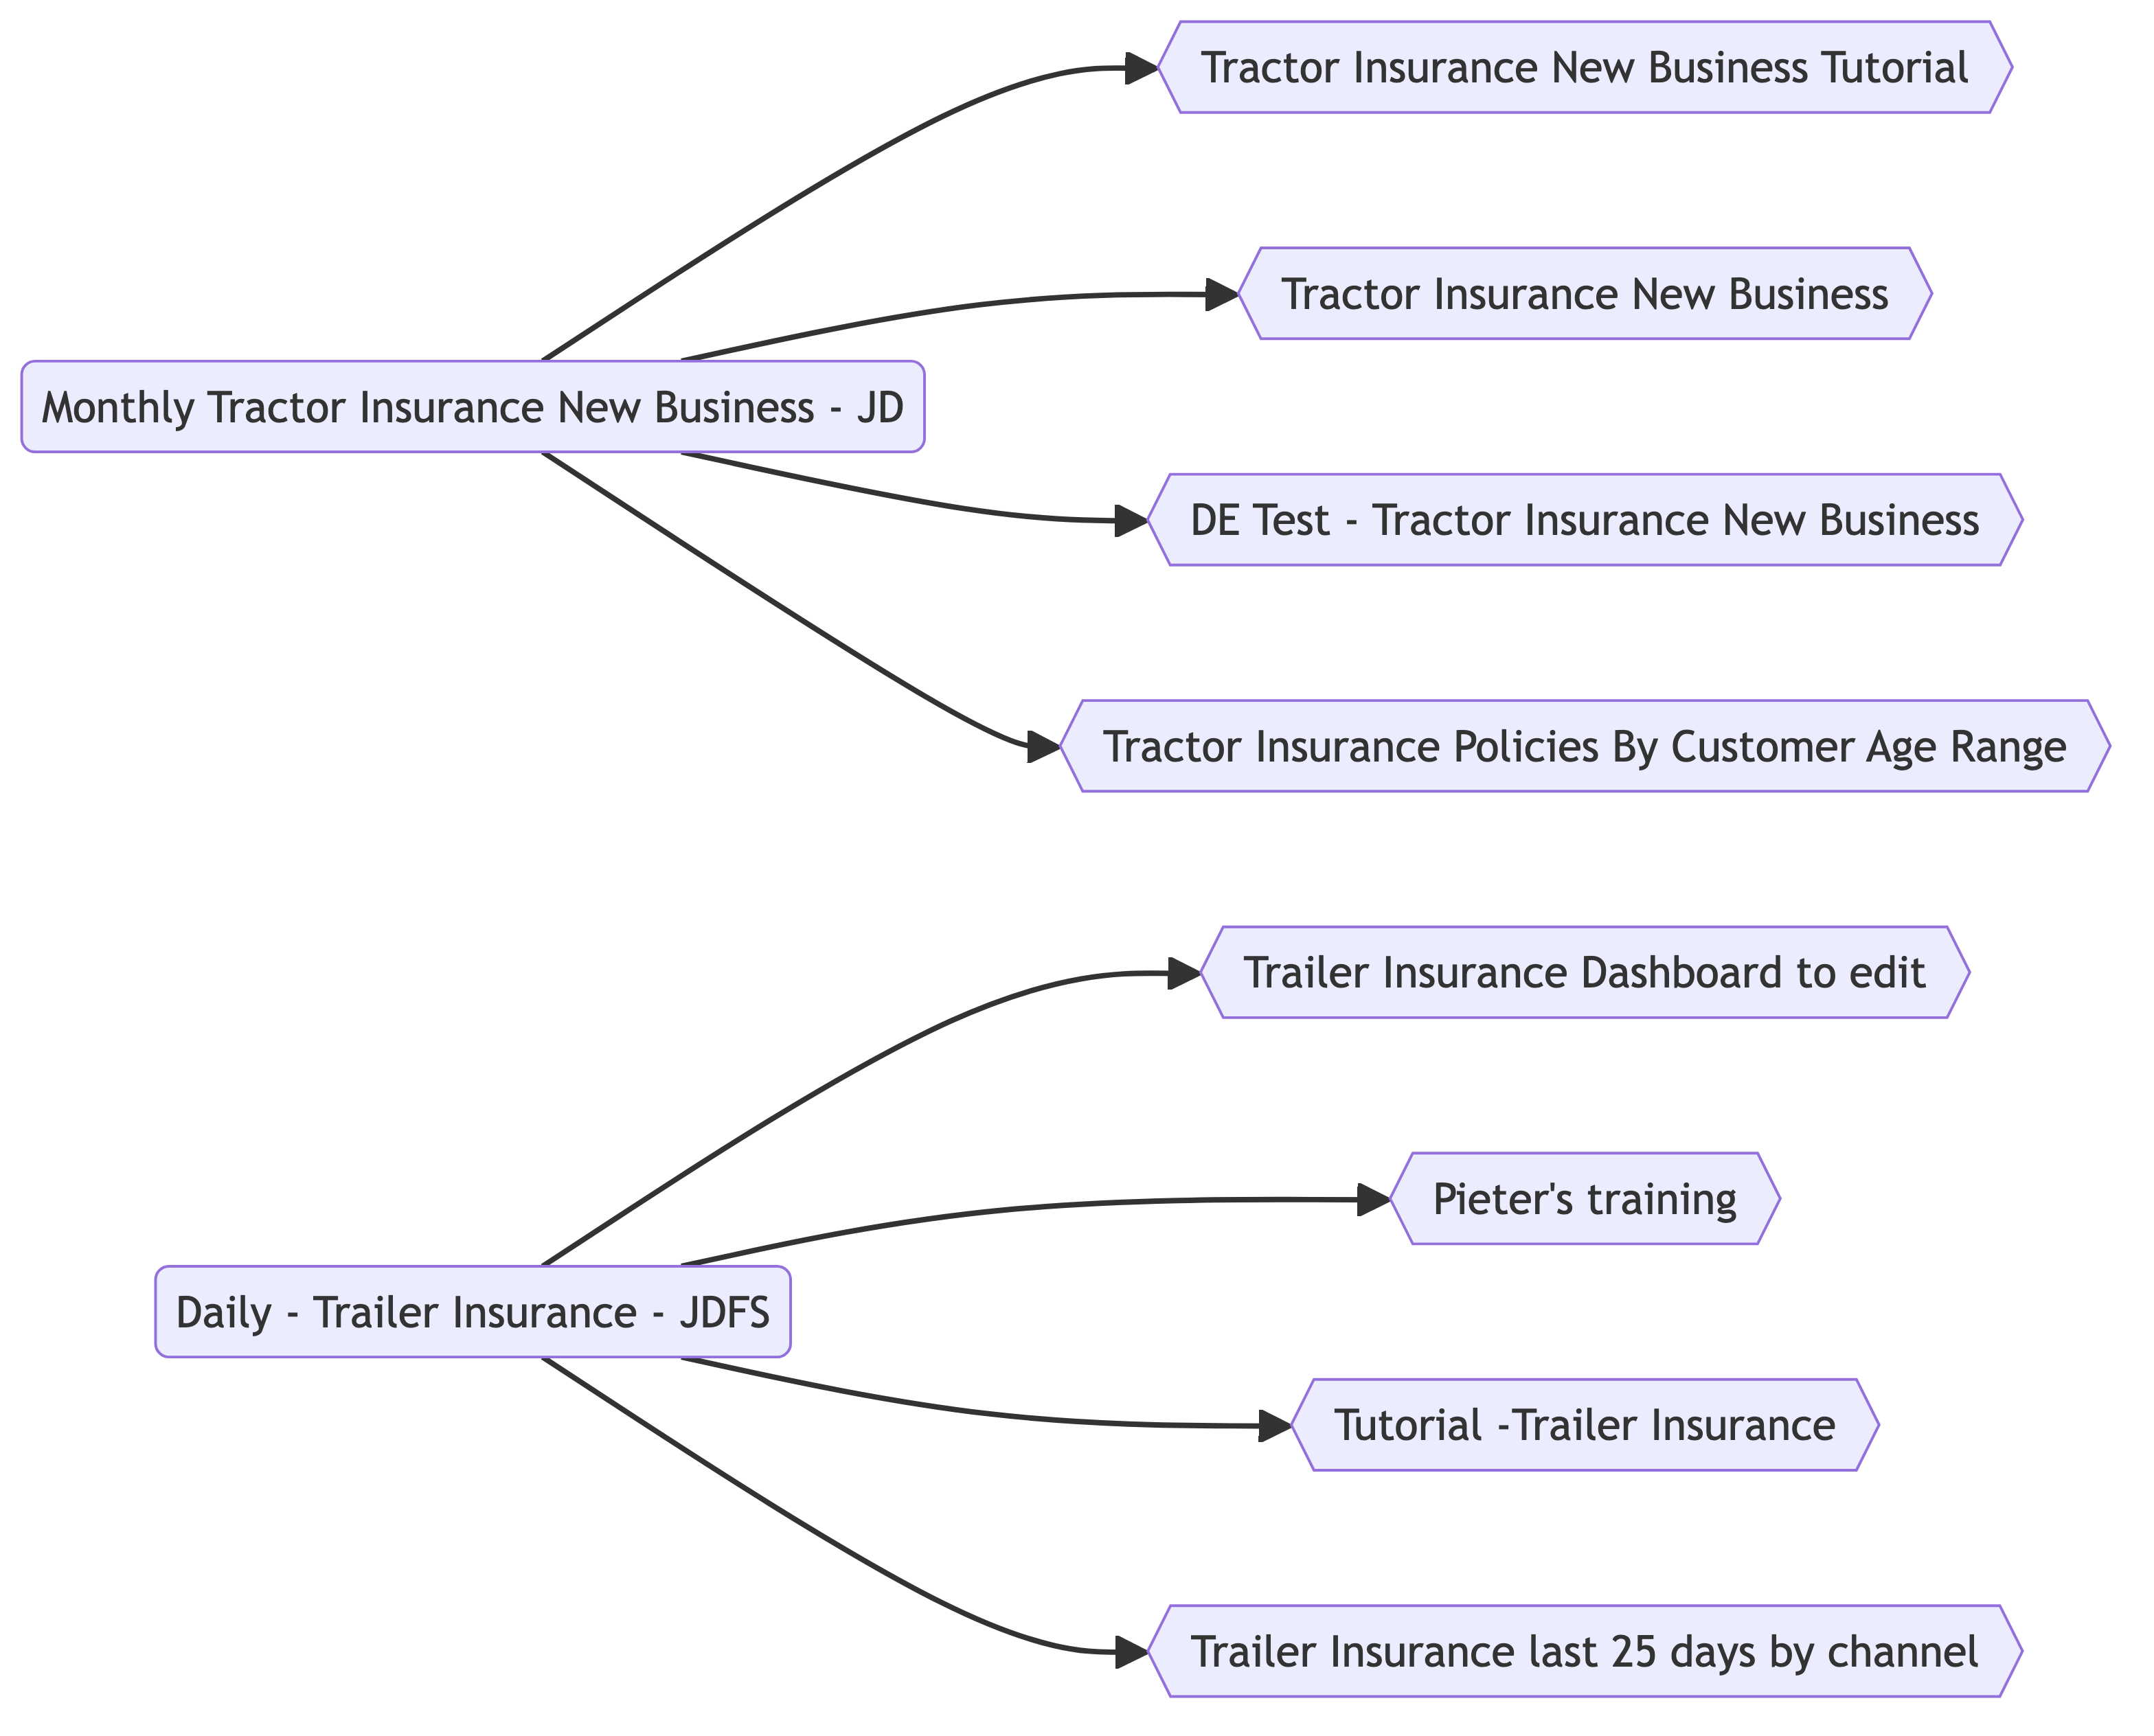 Tractor Insurance New Business Tutorial
Tractor Insurance New Business
Monthly Tractor Insurance New Business - JD
DE Test - Tractor Insurance New Business
Tractor Insurance Policies By Customer Age Range
Trailer Insurance Dashboard to edit
Pieter's training
Daily - Trailer Insurance - JDFS
Tutorial -Trailer Insurance
Trailer Insurance last 25 days by channel